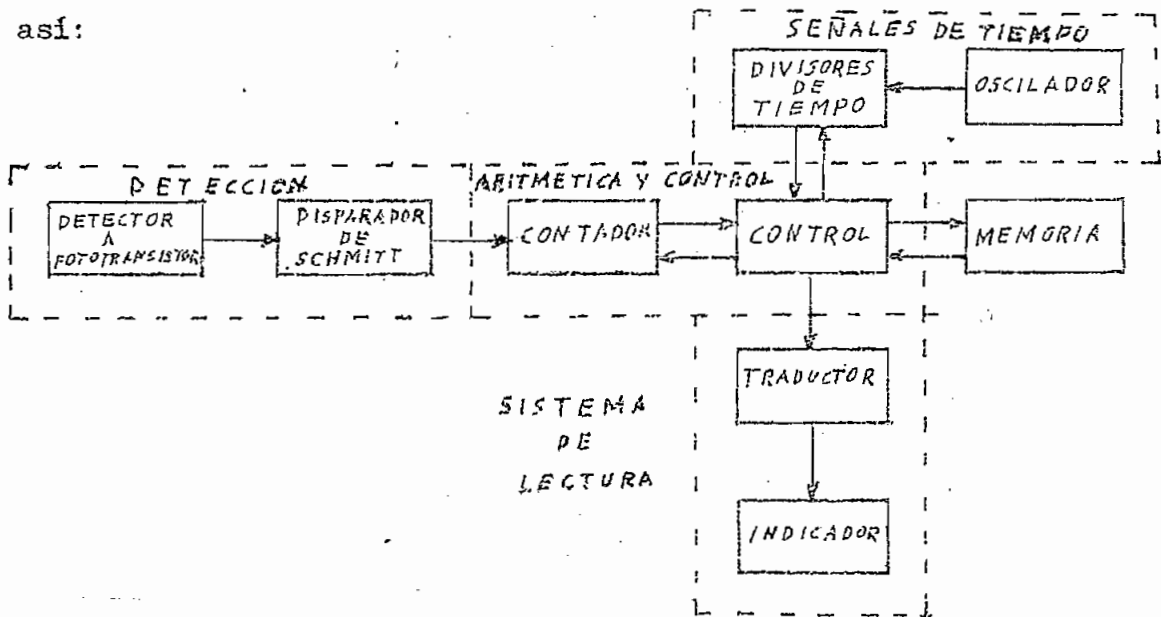 así:
SEÑALES DE TIEMPO
DIVISORES
DE
TIEMPO
OSCILADOR
DETECCION
ARITMETICA Y CONTROL
DETECTOR
A
FOTOTRANSISTOR
DISPARADOR
DE
SCHMITT
CONTADOR
CONTROL
MEMORIA
TRADUCTOR
SISTEMA
DE
LECTURA
INDICADOR